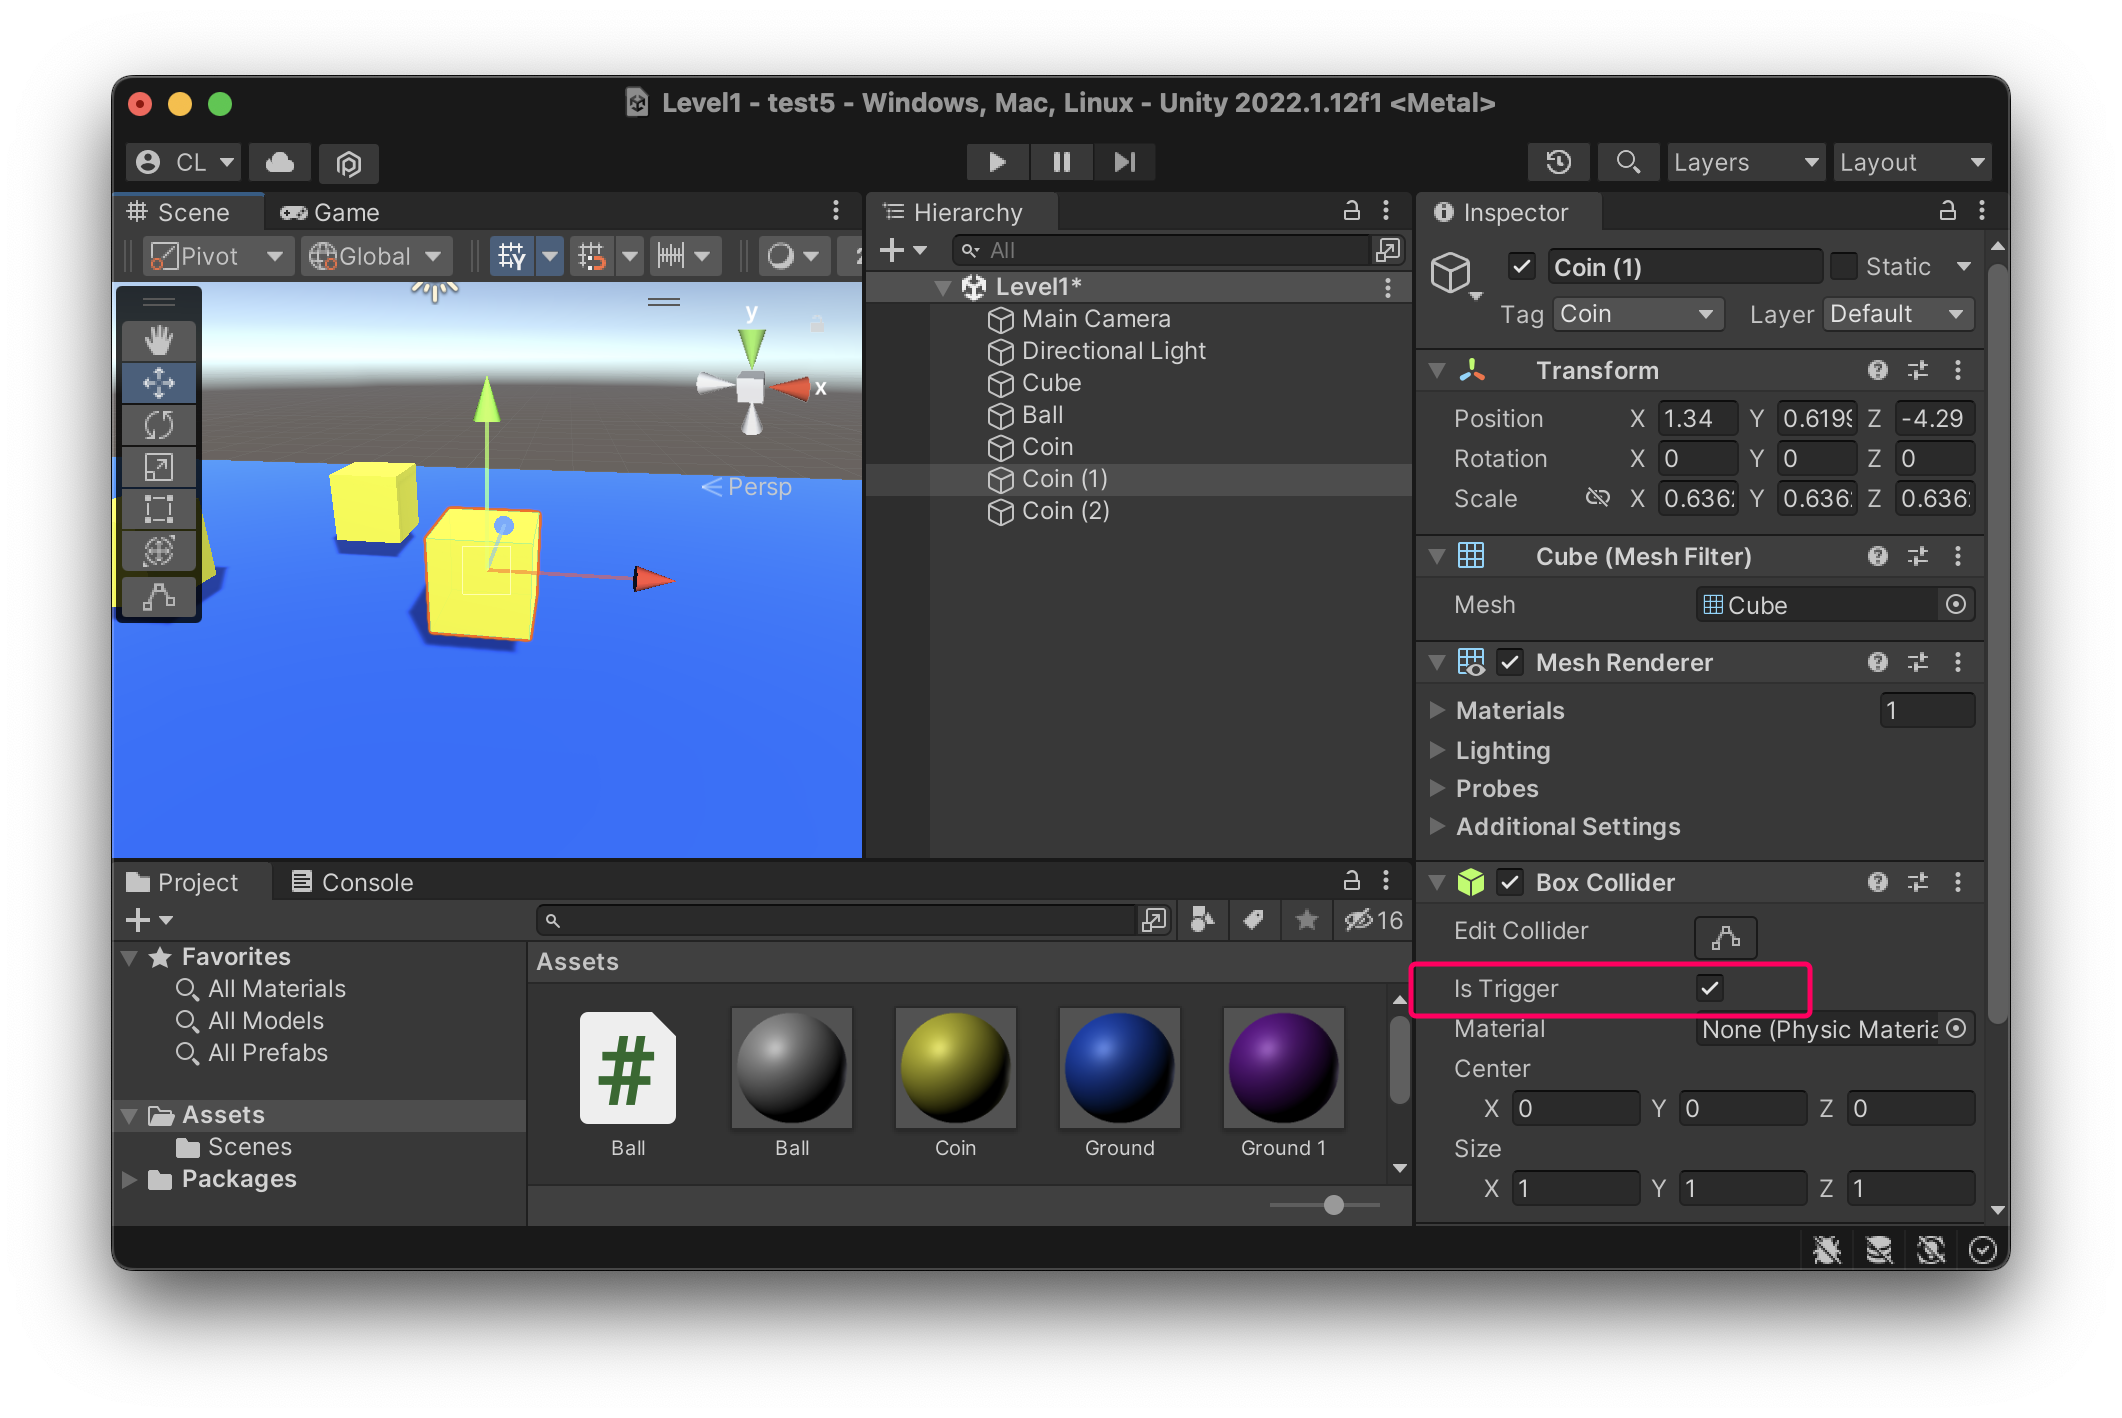 Level1 - test5 - Windows, Mac, Linux - Unity 2022.1.12f1 <Metal>
CL
Layers
Layout
Scene
Game
Pivot
Global
2
y
x
Persp
Hierarchy
All
Level1*
Main Camera
Directional Light
Cube
Ball
Coin
Coin (1)
Coin (2)
Inspector
Coin (1)
Static
Tag Coin
Layer Default
Transform
Position X 1.34 Y 0.6199 Z -4.29
Rotation X 0 Y 0 Z 0
Scale X 0.636 Y 0.636 Z 0.636
Cube (Mesh Filter)
Mesh Cube
Mesh Renderer
Materials 1
Lighting
Probes
Additional Settings
Box Collider
Edit Collider
Is Trigger
Material None (Physic Materia
Center
X 0 Y 0 Z 0
Size
X 1 Y 1 Z 1
Project
Console
16
Favorites
All Materials
All Models
All Prefabs
Assets
Scenes
Packages
Assets
#
Ball
Ball
Coin
Ground
Ground 1